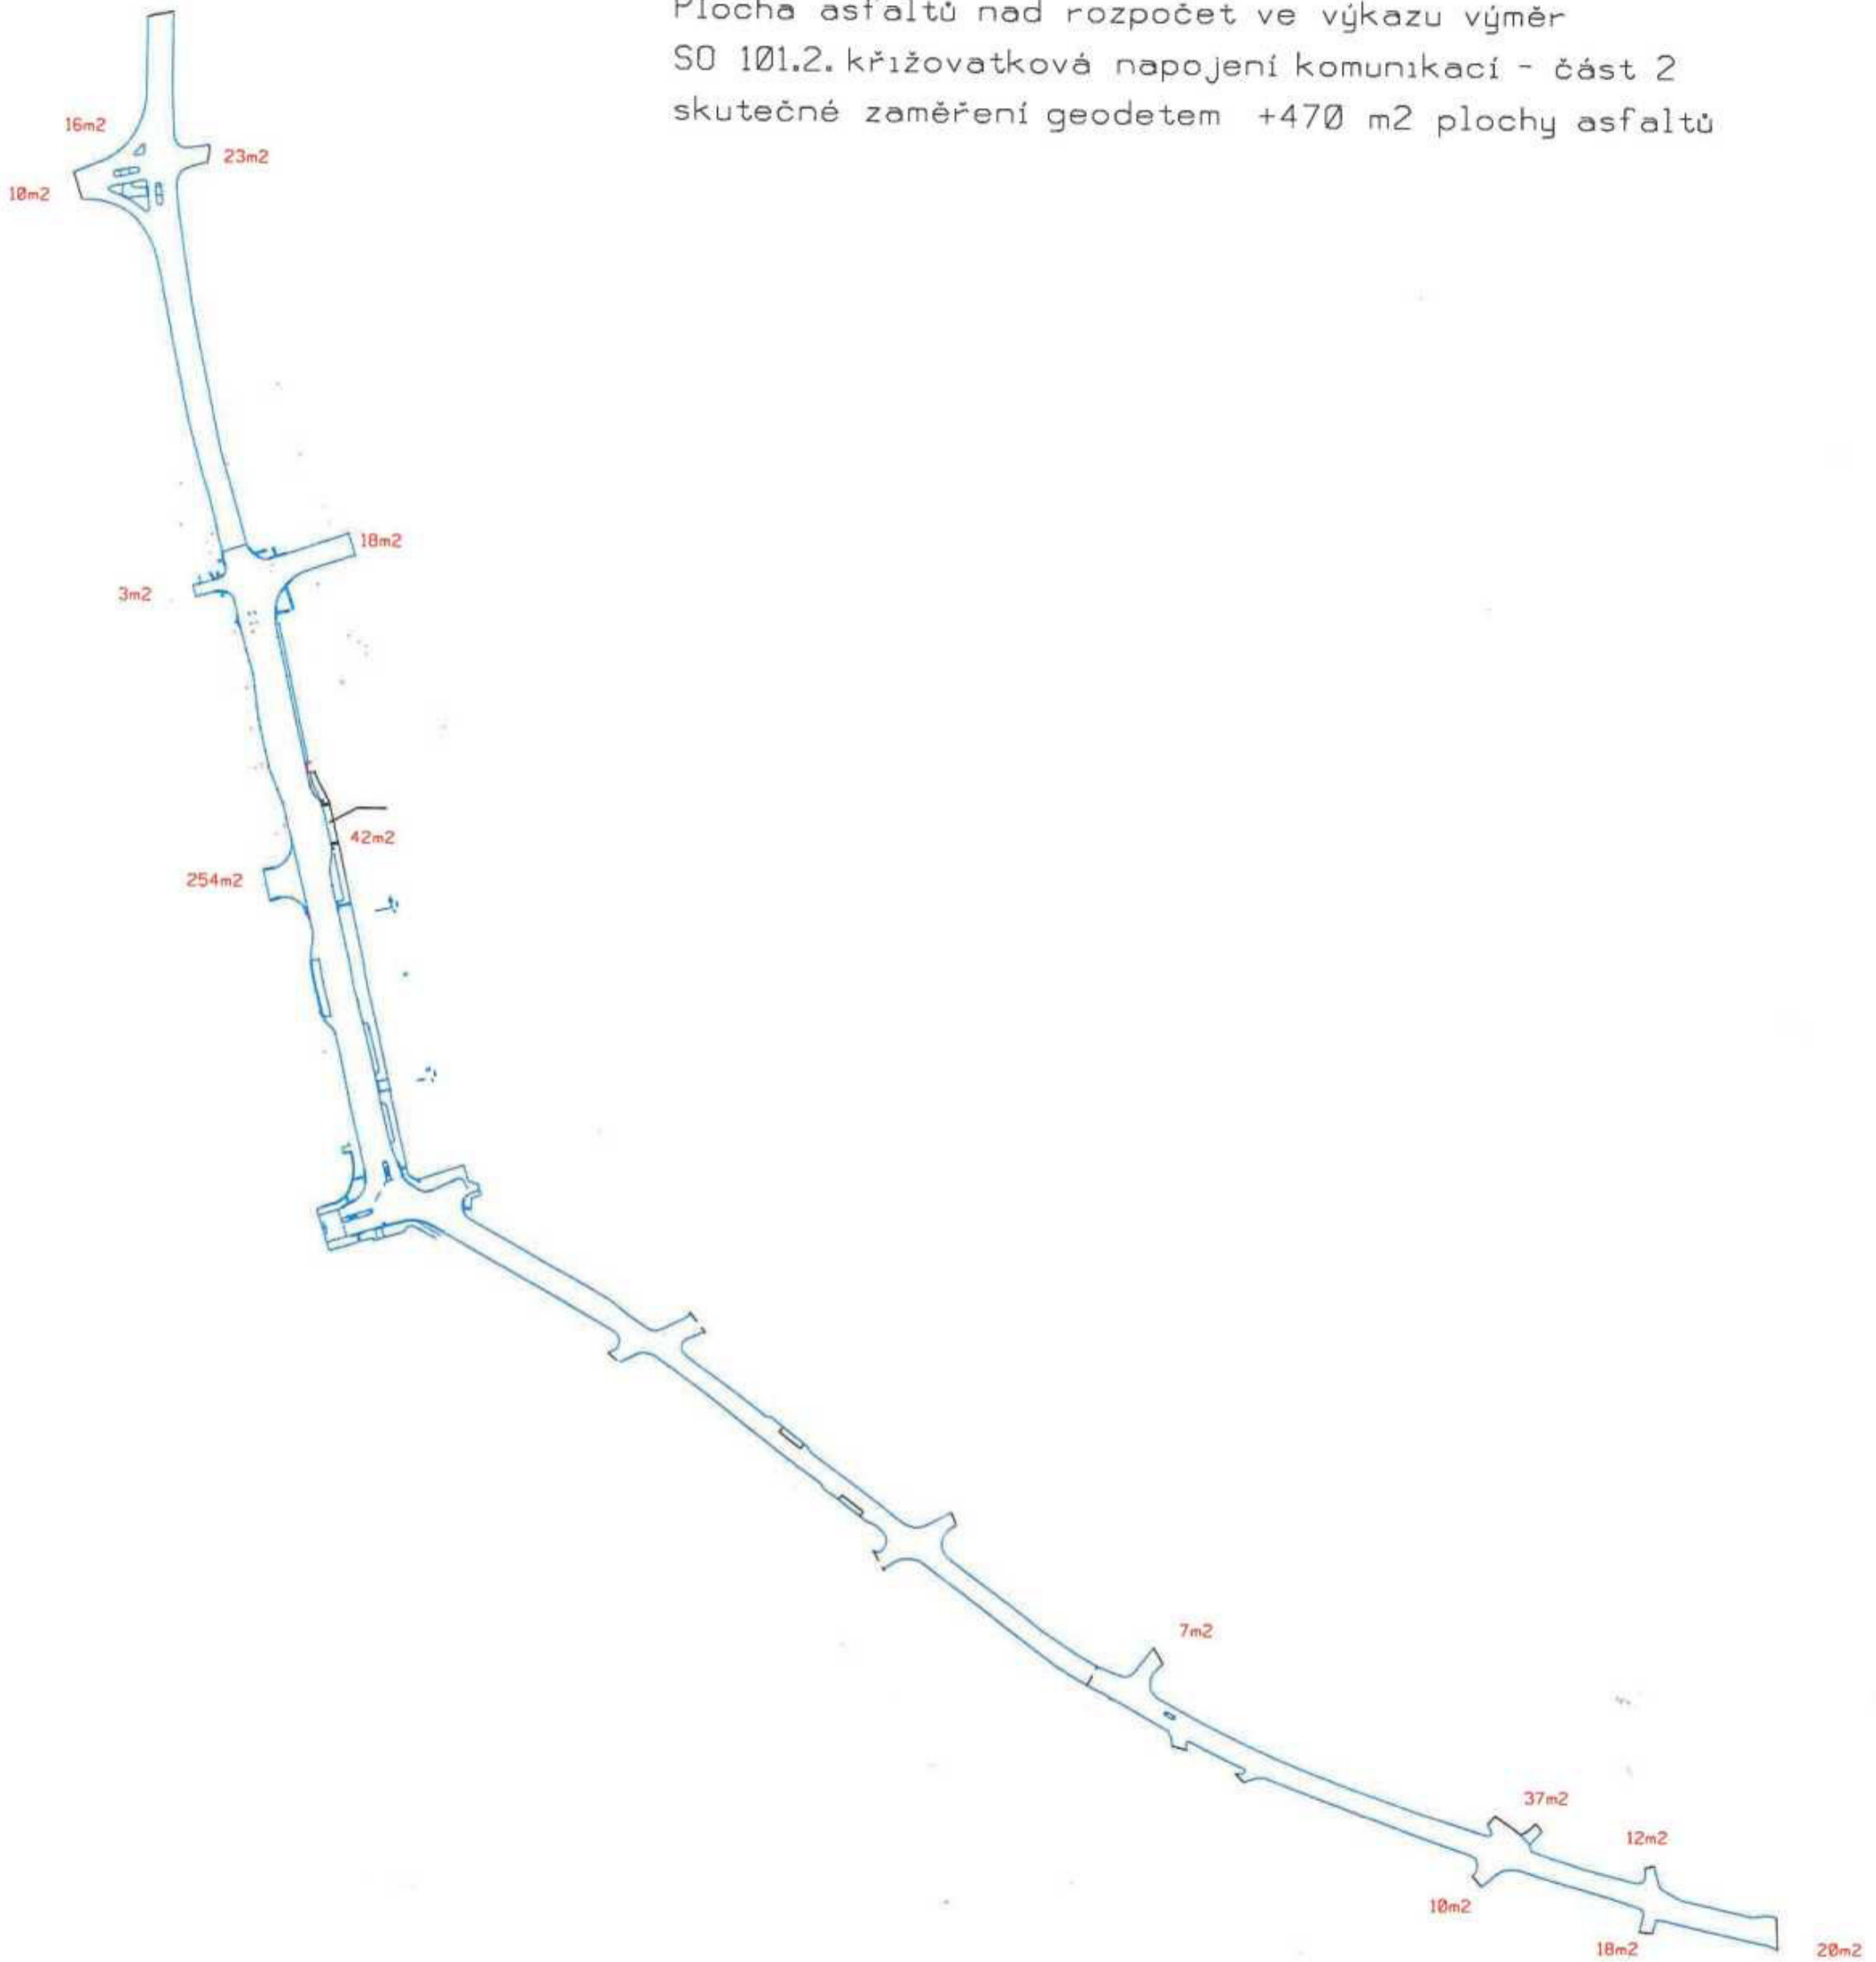 Plocha asfaltů nad rozpočet ve výkazu výměr
SO 101.2. křižovatková napojení komunikací - část 2
skutečné zaměření geodetem +470 m2 plochy asfaltů
16m2
23m2
10m2
18m2
3m2
42m2
254m2
7m2
37m2
12m2
10m2
18m2
20m2